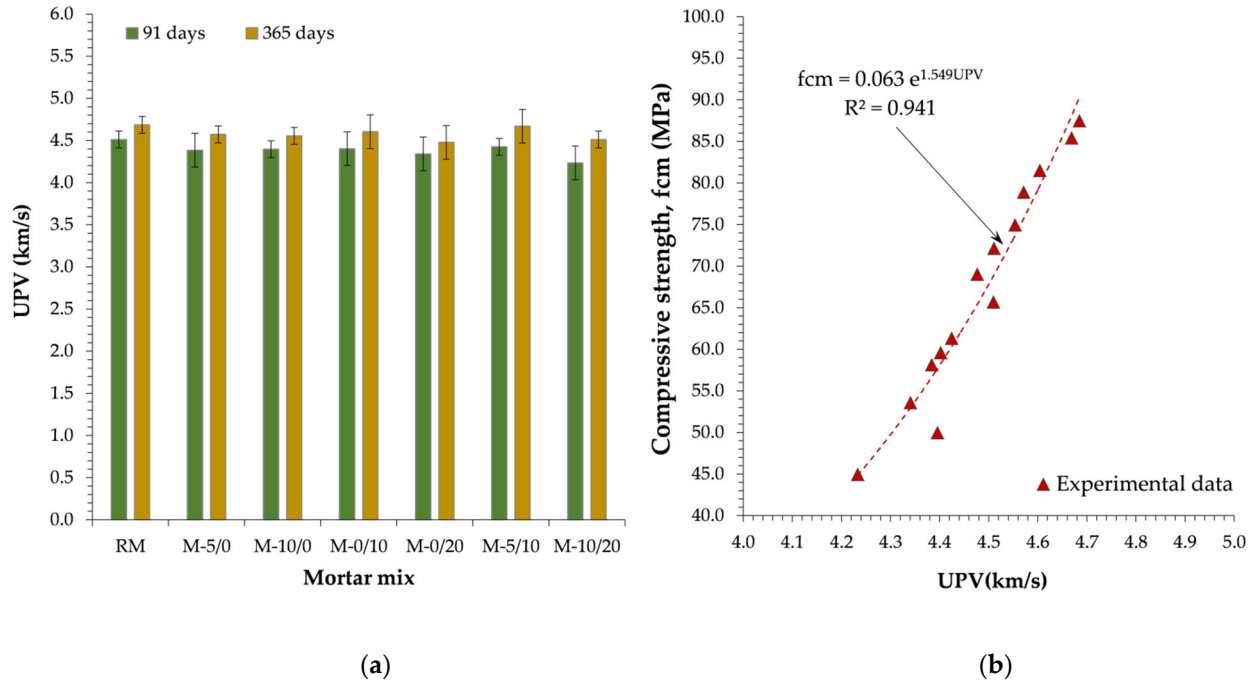 6.0
5.5
5.0
4.5
4.0
3.5
3.0
2.5
2.0
1.5
1.0
0.5
0.0
UPV (km/s)
91 days 365 days
RM M-5/0 M-10/0 M-0/10 M-0/20 M-5/10 M-10/20
Mortar mix
(a)
100.0
95.0
90.0
85.0
80.0
75.0
70.0
65.0
60.0
55.0
50.0
45.0
40.0
Compressive strength, fcm (MPa)
fcm = 0.063 e^1.549UPV
R² = 0.941
Experimental data
4.0 4.1 4.2 4.3 4.4 4.5 4.6 4.7 4.8 4.9 5.0
UPV(km/s)
(b)